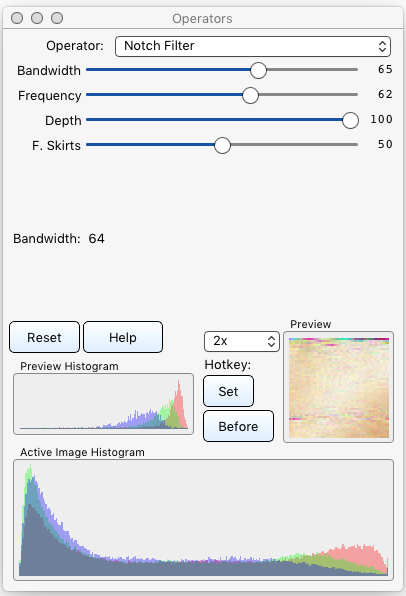 Operators
Operator: Notch Filter
Bandwidth 65
Frequency 62
Depth 100
F. Skirts 50
Bandwidth: 64
Reset Help 2x Preview
Hotkey:
Preview Histogram
Set
Before
Active Image Histogram